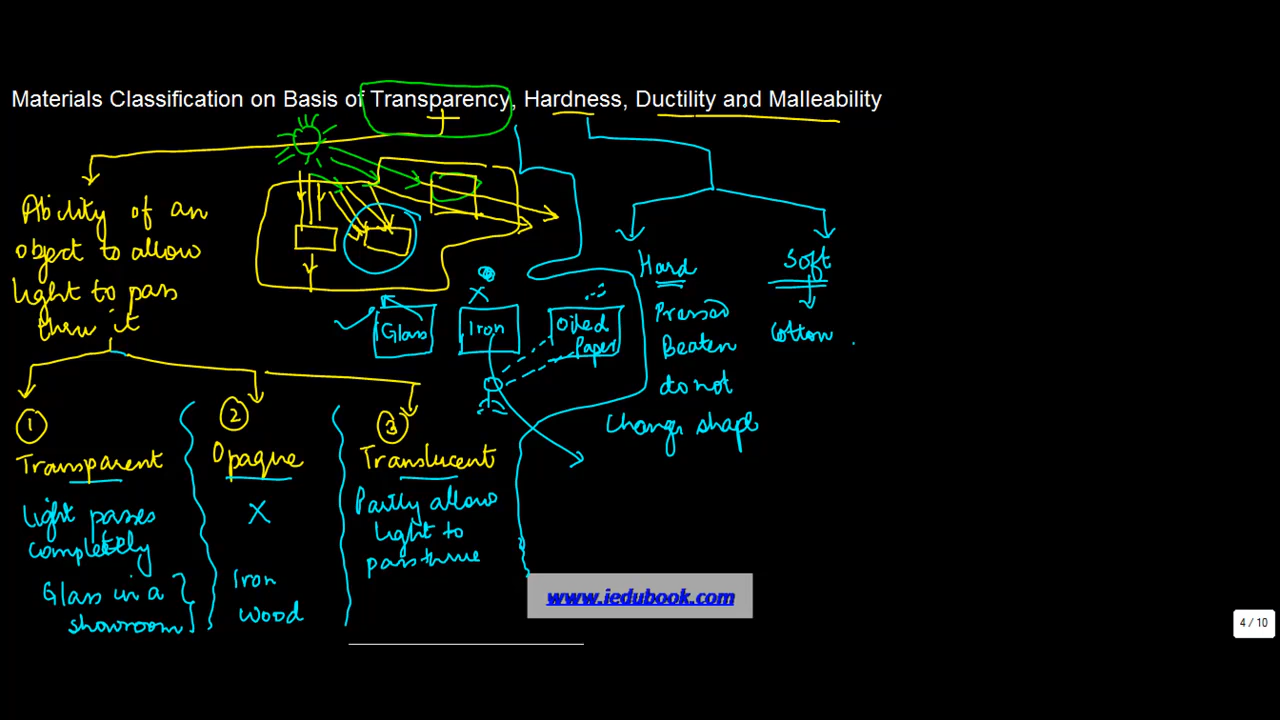 Materials Classification on Basis of Transparency, Hardness, Ductility and Malleability
Ability of an
object to allow
light to pass
thru it
1
Transparent
Light passes
completely
Glass in a
showroom
2
Opaque
X
Iron
wood
3
Translucent
Partly allow
light to
pass thrue
Glass
X
Iron
Oiled
Paper
Hard
Pressed
Beaten
do not
change shape
Soft
Cotton
www.iedubook.com
4 / 10